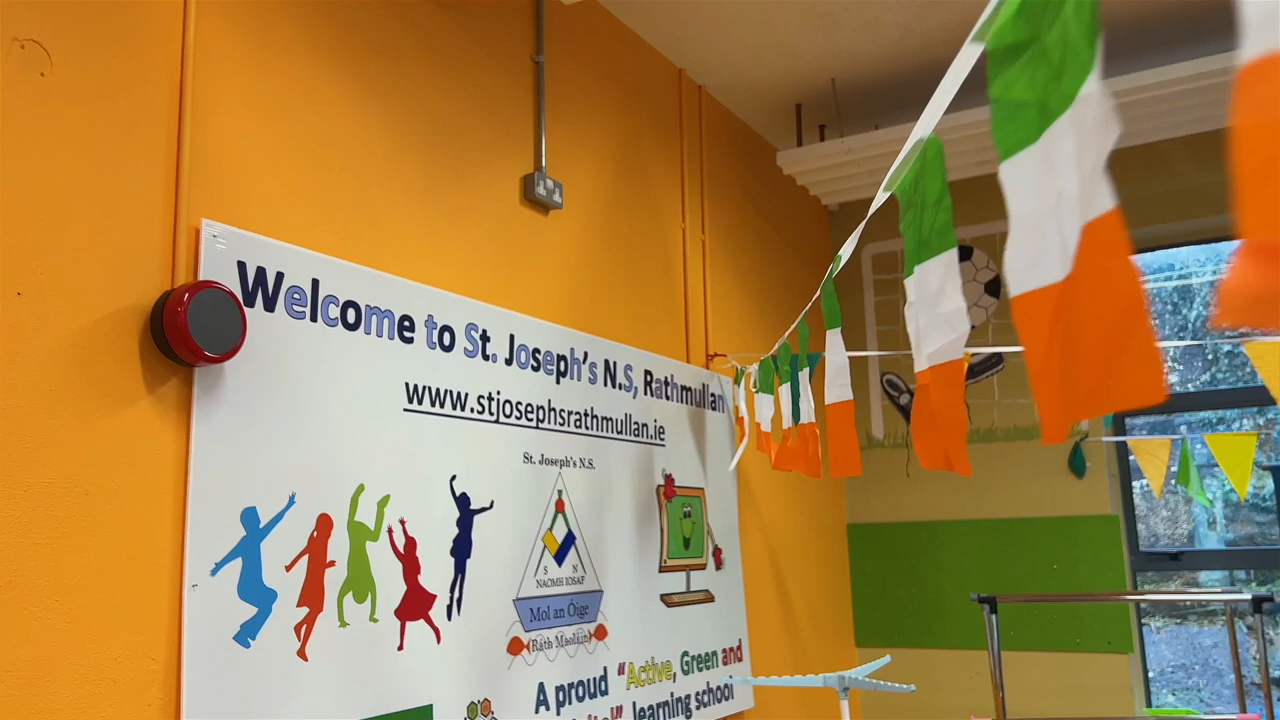 Welcome to St. Joseph's N.S, Rathmullan
www.stjosephsrathmullan.ie
St. Joseph's N.S.
S N
NAOMH IOSAF
Mol an Óige
Ráth Maoláin
A proud "Active, Green and
learning school